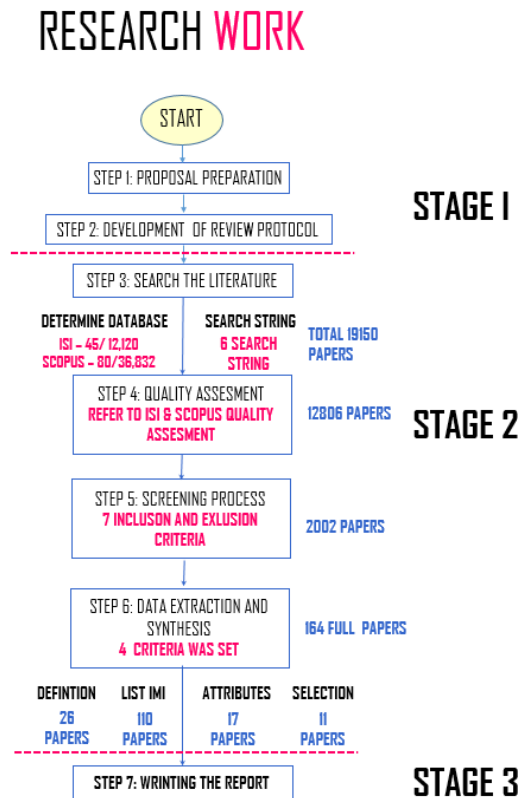 RESEARCH WORK
START
STEP 1: PROPOSAL PREPARATION
STAGE 1
STEP 2: DEVELOPMENT OF REVIEW PROTOCOL
STEP 3: SEARCH THE LITERATURE
DETERMINE DATABASE
ISI – 45/ 12,120
SCOPUS – 80/36,832
SEARCH STRING
6 SEARCH
STRING
TOTAL 19150
PAPERS
STEP 4: QUALITY ASSESMENT
REFER TO ISI & SCOPUS QUALITY
ASSESMENT
12806 PAPERS
STAGE 2
STEP 5: SCREENING PROCESS
7 INCLUSON AND EXLUSION
CRITERIA
2002 PAPERS
STEP 6: DATA EXTRACTION AND
SYNTHESIS
4 CRITERIA WAS SET
164 FULL PAPERS
DEFINTION
26
PAPERS
LIST IMI
110
PAPERS
ATTRIBUTES
17
PAPERS
SELECTION
11
PAPERS
STEP 7: WRINTING THE REPORT
STAGE 3